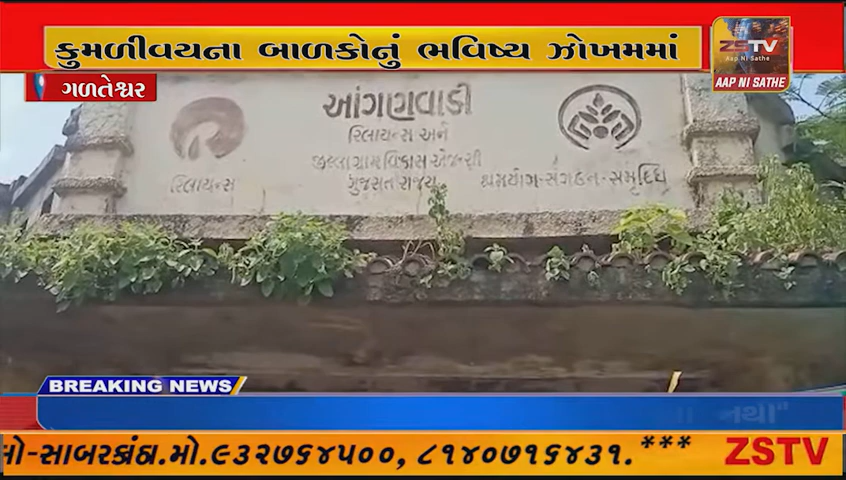 કુમળીવયના બાળકોનું ભવિષ્ય ઝોખમમાં
ZSTV
Aap Ni Sathe
AAP NI SATHE
ગળતેશ્વર
આંગણવાડી
રિલાયન્સ અને
જીલ્લા ગ્રામ વિકાસ એજન્સી
ગુજરાત રાજ્ય
રિલાયન્સ
શ્રમયોગ-સંગઠન-સમૃધ્ધિ
BREAKING NEWS
નથી"
લો-સાબરકાંઠા.મો.૯૩૨૭૬૪૫૦૦, ૮૧૪૦૭૧૬૪૩૧.***
ZSTV